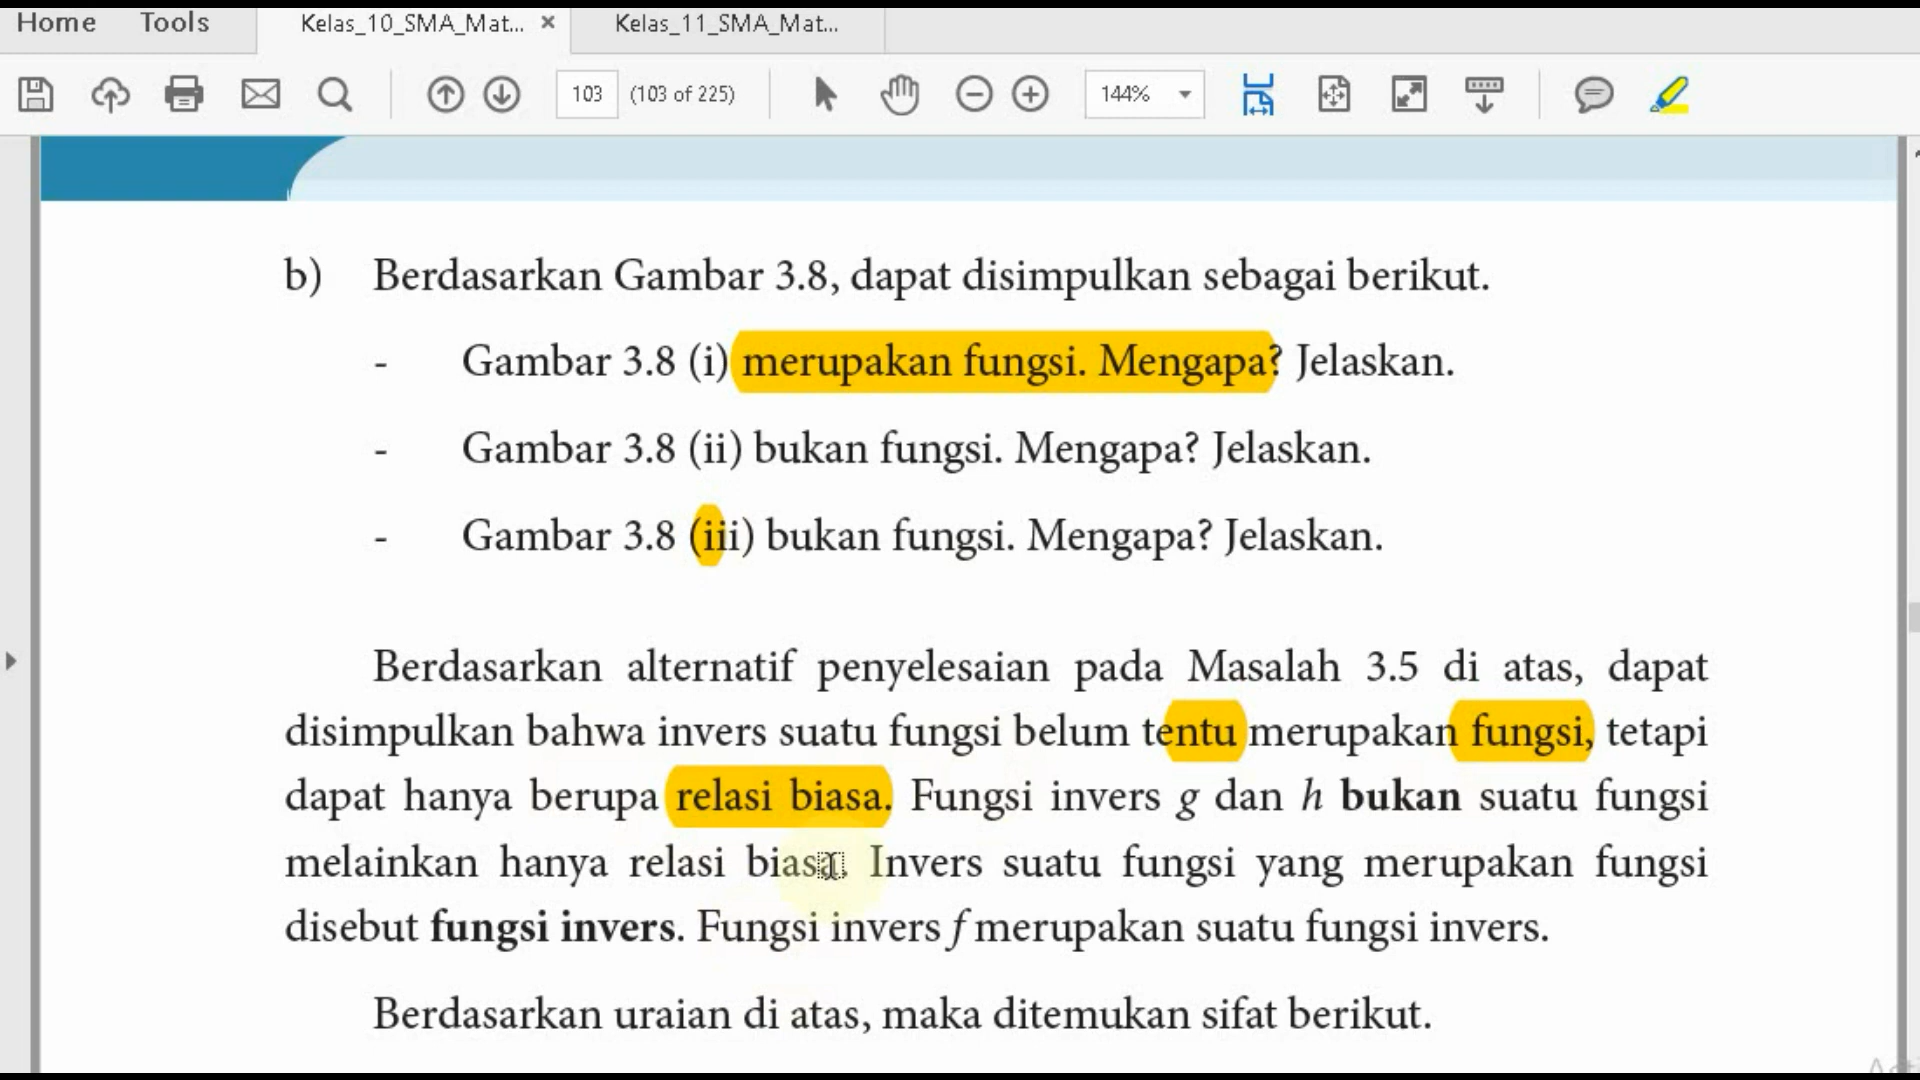 Home Tools Kelas_10_SMA_Mat... × Kelas_11_SMA_Mat...
103 (103 of 225) 144%
b) Berdasarkan Gambar 3.8, dapat disimpulkan sebagai berikut.
- Gambar 3.8 (i) merupakan fungsi. Mengapa? Jelaskan.
- Gambar 3.8 (ii) bukan fungsi. Mengapa? Jelaskan.
- Gambar 3.8 (iii) bukan fungsi. Mengapa? Jelaskan.
Berdasarkan alternatif penyelesaian pada Masalah 3.5 di atas, dapat
disimpulkan bahwa invers suatu fungsi belum tentu merupakan fungsi, tetapi
dapat hanya berupa relasi biasa. Fungsi invers g dan h bukan suatu fungsi
melainkan hanya relasi biasa. Invers suatu fungsi yang merupakan fungsi
disebut fungsi invers. Fungsi invers f merupakan suatu fungsi invers.
Berdasarkan uraian di atas, maka ditemukan sifat berikut.